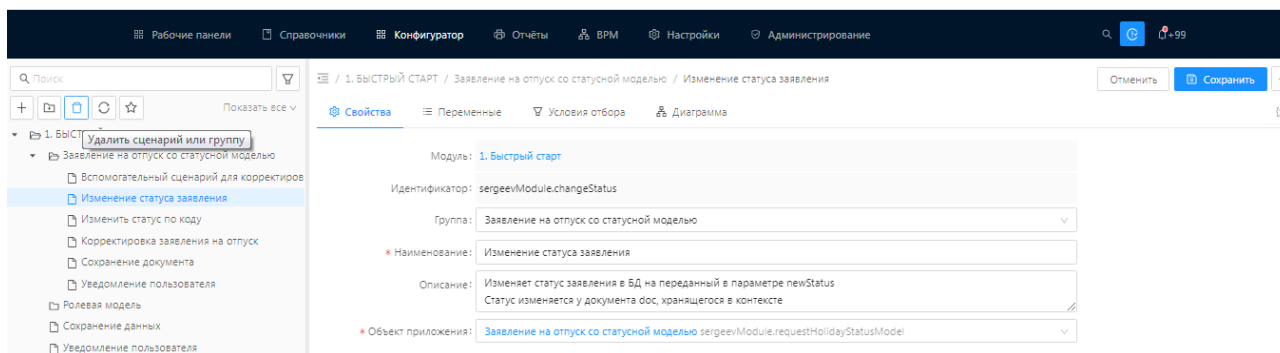 Рабочие панели Справочники Конфигуратор Отчёты BPM Настройки Администрирование +99
Поиск
/ 1. БЫСТРЫЙ СТАРТ / Заявление на отпуск со статусной моделью / Изменение статуса заявления
Отменить Сохранить
Показать все
Свойства Переменные Условия отбора Диаграмма
1. БЫСТ
Удалить сценарий или группу
Заявление на отпуск со статусной моделью
Вспомогательный сценарий для корректиров
Изменение статуса заявления
Изменить статус по коду
Корректировка заявления на отпуск
Сохранение документа
Уведомление пользователя
Ролевая модель
Сохранение данных
Уведомление пользователя
Модуль: 1. Быстрый старт
Идентификатор: sergeevModule.changeStatus
Группа: Заявление на отпуск со статусной моделью
* Наименование: Изменение статуса заявления
Описание: Изменяет статус заявления в БД на переданный в параметре newStatus
Статус изменяется у документа doc, хранящегося в контексте
* Объект приложения: Заявление на отпуск со статусной моделью sergeevModule.requestHolidayStatusModel